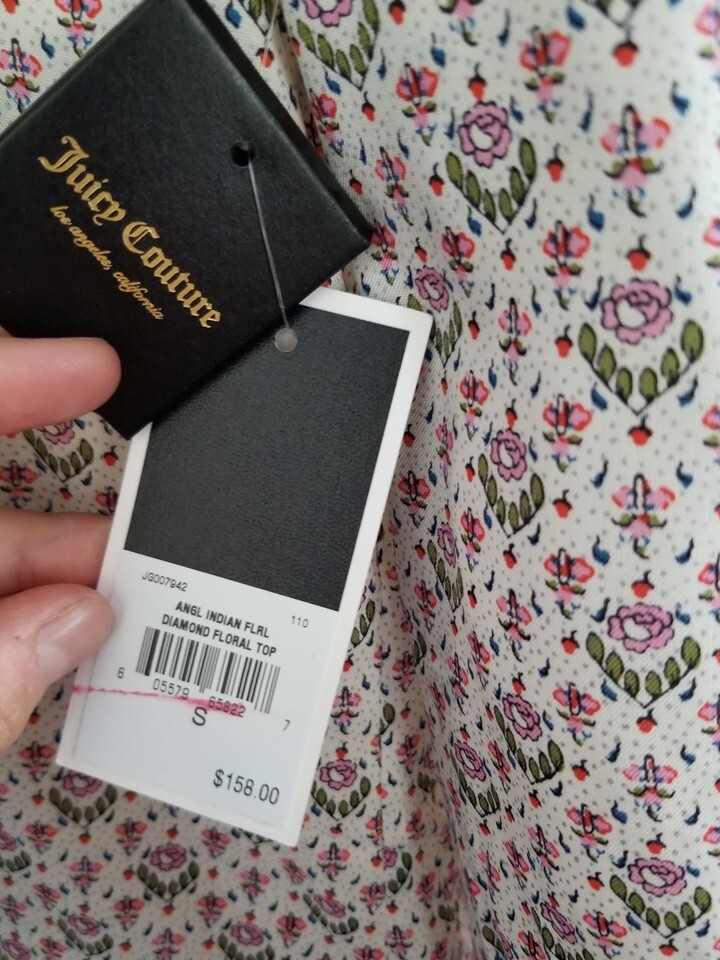 Juicy Couture
los angeles, california
JG007942
110
ANGL INDIAN FLRL
DIAMOND FLORAL TOP
6 05579 65822 7
S
$158.00